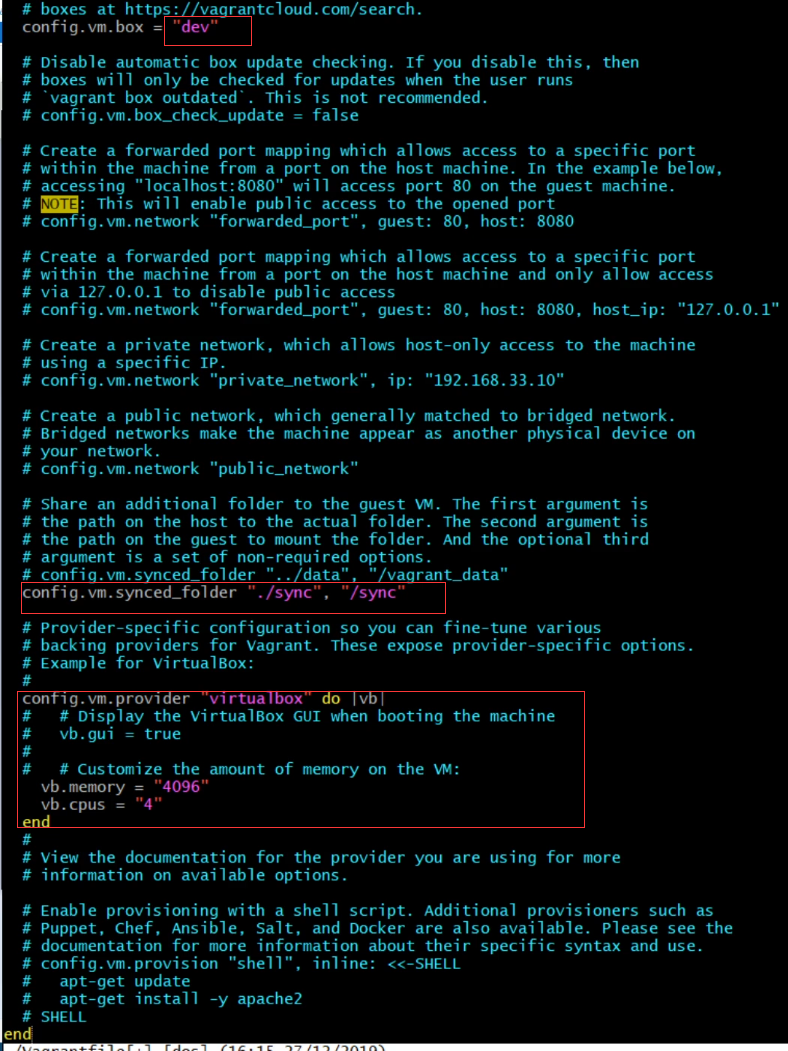 # boxes at https://vagrantcloud.com/search.
config.vm.box = "dev"
# Disable automatic box update checking. If you disable this, then
# boxes will only be checked for updates when the user runs
# `vagrant box outdated`. This is not recommended.
# config.vm.box_check_update = false
# Create a forwarded port mapping which allows access to a specific port
# within the machine from a port on the host machine. In the example below,
# accessing "localhost:8080" will access port 80 on the guest machine.
# NOTE: This will enable public access to the opened port
# config.vm.network "forwarded_port", guest: 80, host: 8080
# Create a forwarded port mapping which allows access to a specific port
# within the machine from a port on the host machine and only allow access
# via 127.0.0.1 to disable public access
# config.vm.network "forwarded_port", guest: 80, host: 8080, host_ip: "127.0.0.1"
# Create a private network, which allows host-only access to the machine
# using a specific IP.
# config.vm.network "private_network", ip: "192.168.33.10"
# Create a public network, which generally matched to bridged network.
# Bridged networks make the machine appear as another physical device on
# your network.
# config.vm.network "public_network"
# Share an additional folder to the guest VM. The first argument is
# the path on the host to the actual folder. The second argument is
# the path on the guest to mount the folder. And the optional third
# argument is a set of non-required options.
# config.vm.synced_folder "../data", "/vagrant_data"
config.vm.synced_folder "./sync", "/sync"
# Provider-specific configuration so you can fine-tune various
# backing providers for Vagrant. These expose provider-specific options.
# Example for VirtualBox:
#
config.vm.provider "virtualbox" do |vb|
#   # Display the VirtualBox GUI when booting the machine
#   vb.gui = true
#
#   # Customize the amount of memory on the VM:
vb.memory = "4096"
vb.cpus = "4"
end
#
# View the documentation for the provider you are using for more
# information on available options.
# Enable provisioning with a shell script. Additional provisioners such as
# Puppet, Chef, Ansible, Salt, and Docker are also available. Please see the
# documentation for more information about their specific syntax and use.
# config.vm.provision "shell", inline: <<-SHELL
#   apt-get update
#   apt-get install -y apache2
# SHELL
end
/Vagrantfile[+] [dos] (16:15 27/12/2019)